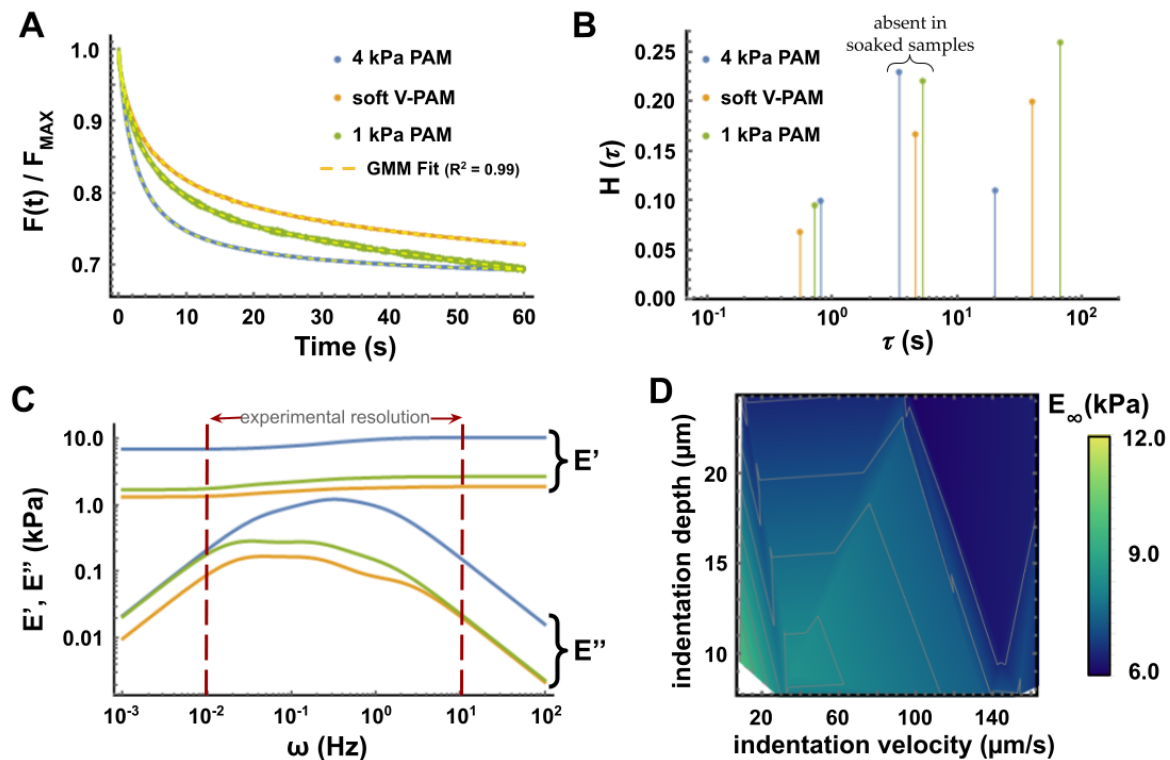 A
1.0
0.9
0.8
0.7
F(t) / F_MAX
0 10 20 30 40 50 60
Time (s)
4 kPa PAM
soft V-PAM
1 kPa PAM
GMM Fit (R² = 0.99)
B
absent in
soaked samples
0.25
0.20
0.15
0.10
0.05
0.00
H (τ)
4 kPa PAM
soft V-PAM
1 kPa PAM
10⁻¹ 10⁰ 10¹ 10²
τ (s)
C
experimental resolution
10.0
1.0
0.1
0.01
E', E'' (kPa)
E'
E''
10⁻³ 10⁻² 10⁻¹ 10⁰ 10¹ 10²
ω (Hz)
D
E∞ (kPa)
12.0
9.0
6.0
20
15
10
indentation depth (μm)
20 60 100 140
indentation velocity (μm/s)